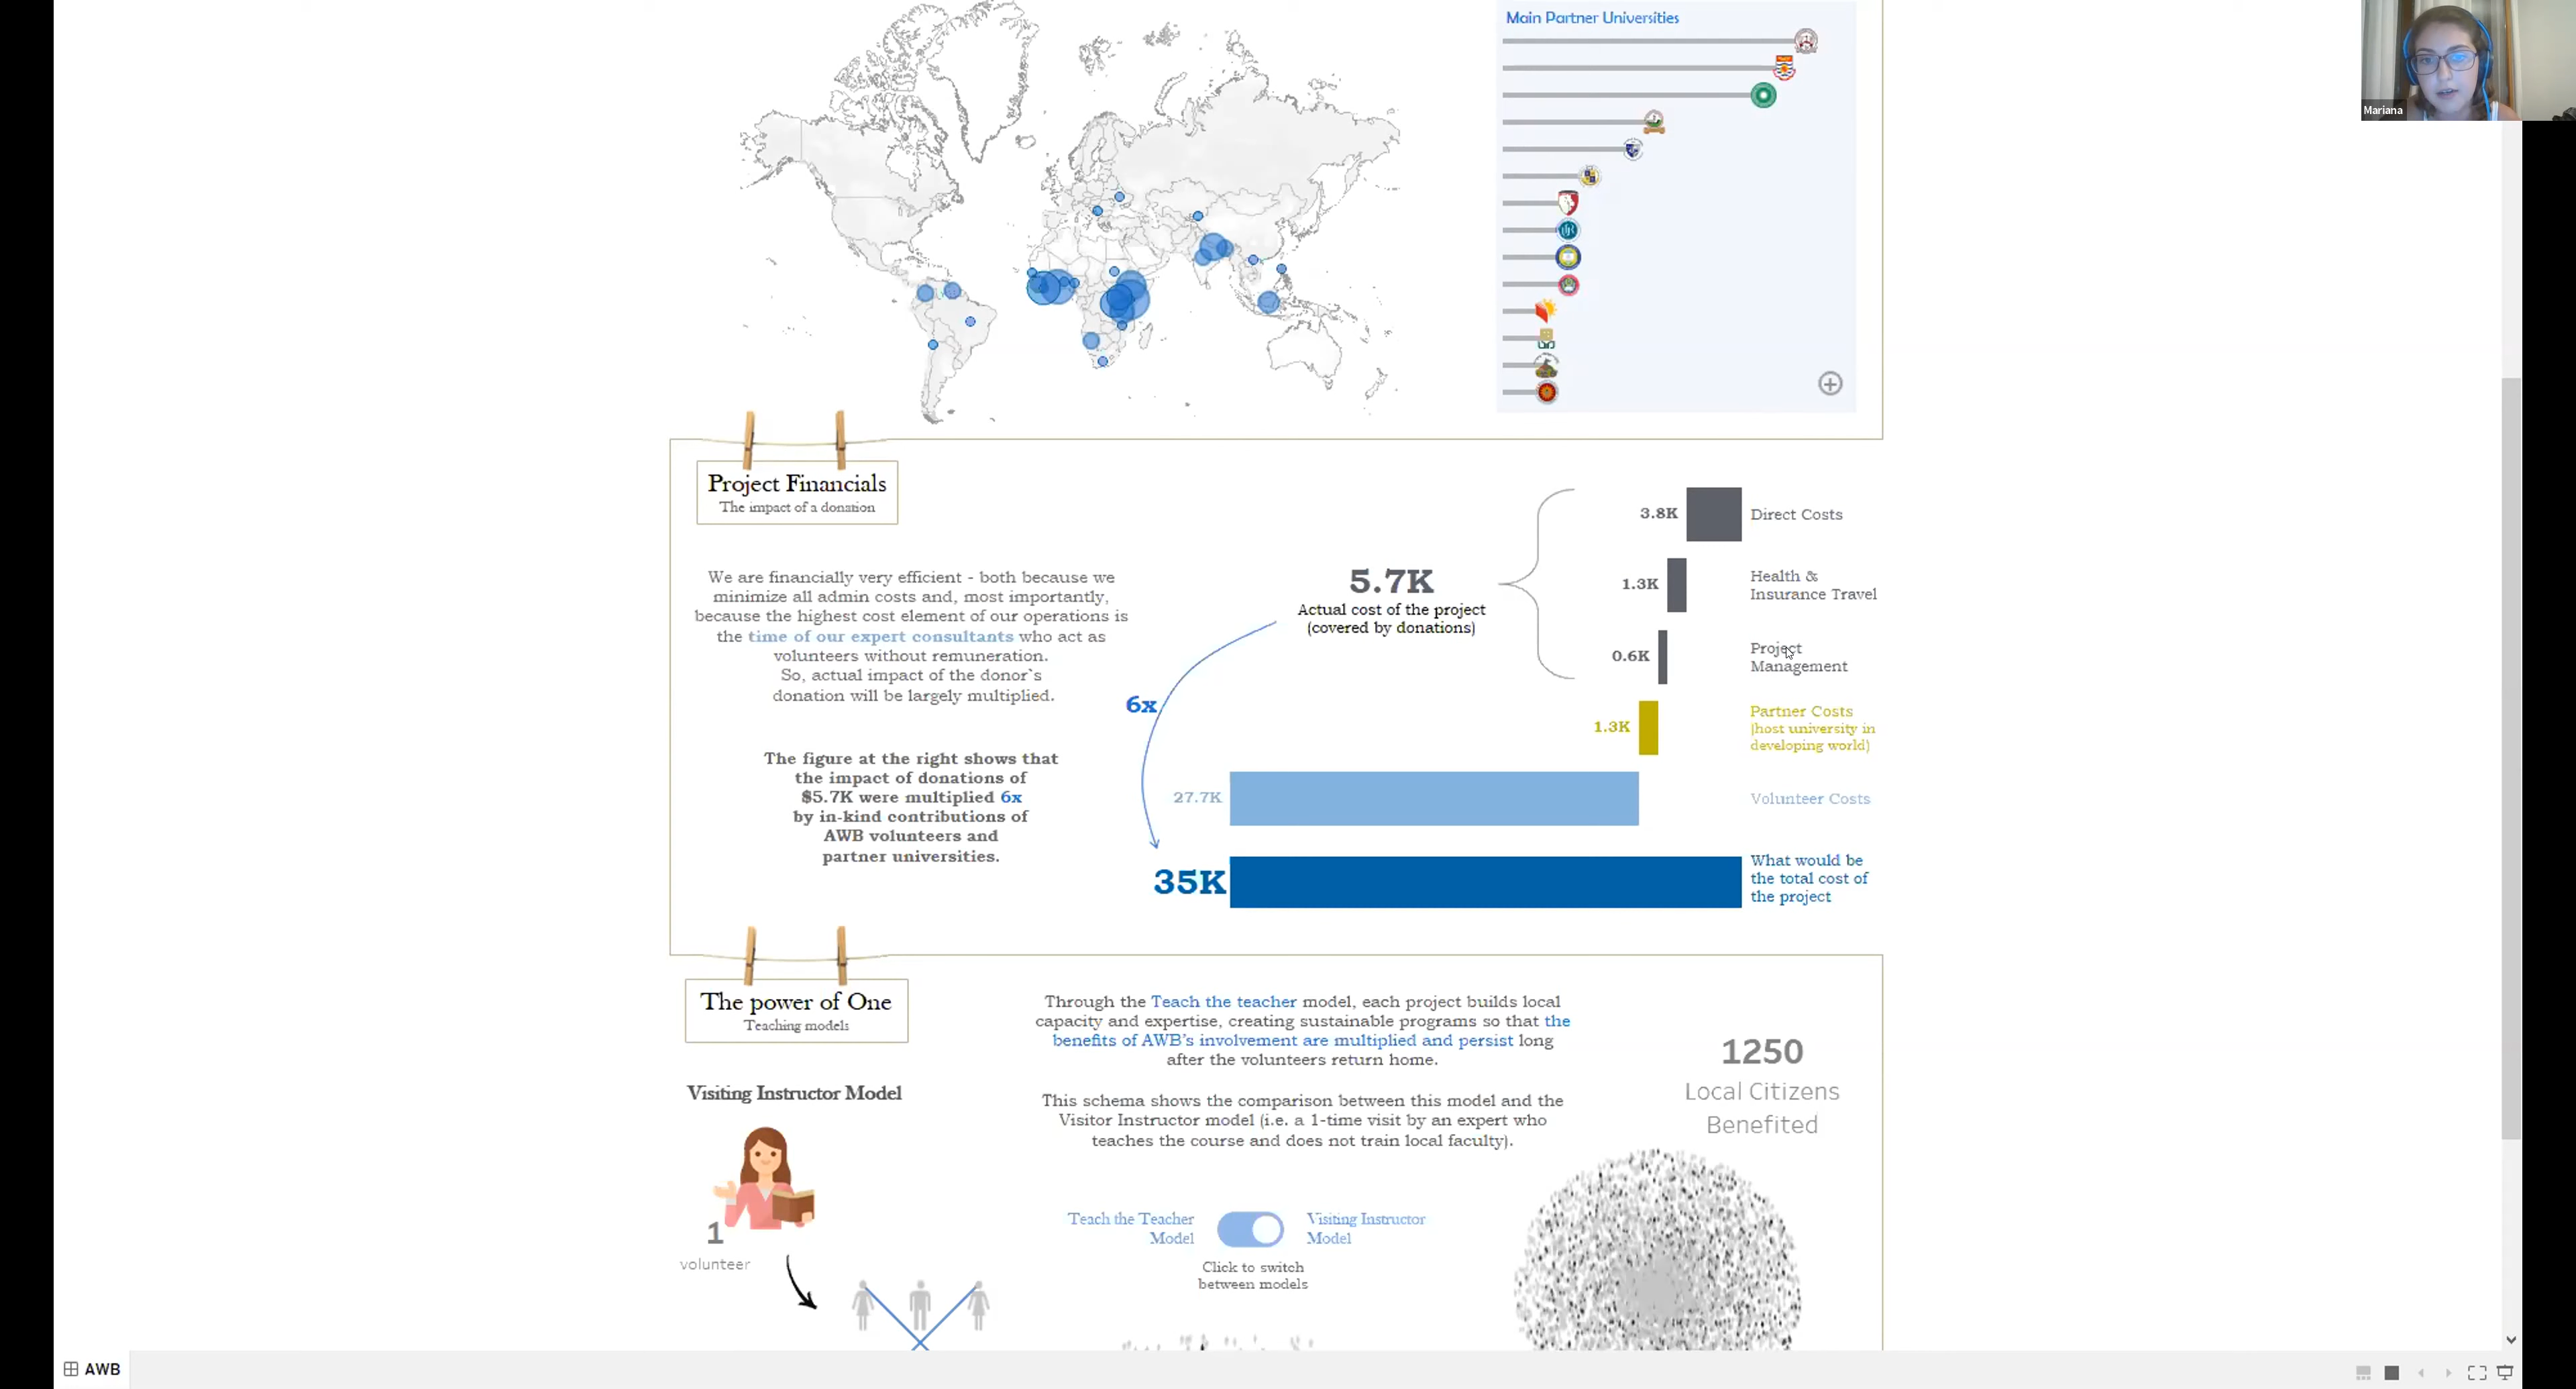 Main Partner Universities
Mariana
Project Financials
The impact of a donation
We are financially very efficient - both because we
minimize all admin costs and, most importantly,
because the highest cost element of our operations is
the time of our expert consultants who act as
volunteers without remuneration.
So, actual impact of the donor`s
donation will be largely multiplied.
The figure at the right shows that
the impact of donations of
$5.7K were multiplied 6x
by in-kind contributions of
AWB volunteers and
partner universities.
5.7K
Actual cost of the project
(covered by donations)
6x
3.8K
Direct Costs
1.3K
Health &
Insurance Travel
0.6K
Project
Management
1.3K
Partner Costs
|host university in
developing world)
27.7K
Volunteer Costs
35K
What would be
the total cost of
the project
The power of One
Teaching models
Through the Teach the teacher model, each project builds local
capacity and expertise, creating sustainable programs so that the
benefits of AWB's involvement are multiplied and persist long
after the volunteers return home.
This schema shows the comparison between this model and the
Visitor Instructor model (i.e. a 1-time visit by an expert who
teaches the course and does not train local faculty).
1250
Local Citizens
Benefited
Visiting Instructor Model
1
volunteer
Teach the Teacher
Model
Visiting Instructor
Model
Click to switch
between models
AWB